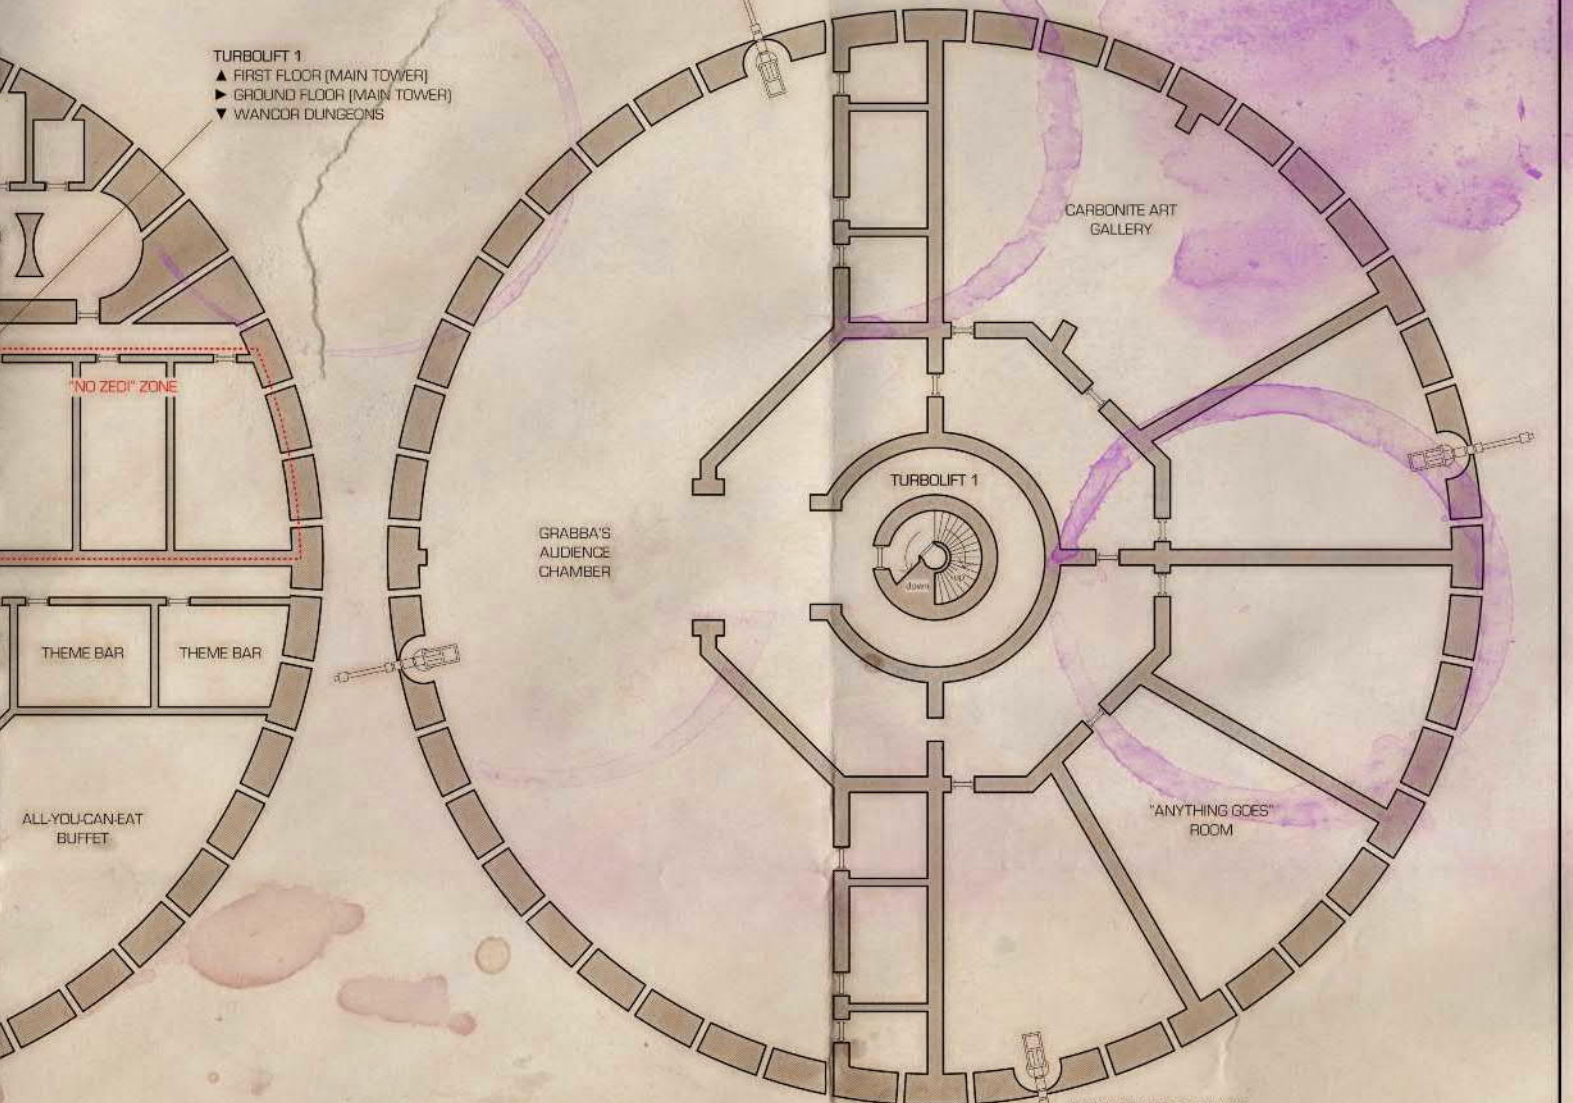 TURBOLIFT 1
▲ FIRST FLOOR (MAIN TOWER)
► GROUND FLOOR (MAIN TOWER)
▼ WANCOR DUNGEONS
CARBONITE ART
GALLERY
"NO ZEDI" ZONE
TURBOLIFT 1
GRABBA'S
AUDIENCE
CHAMBER
down
up
THEME BAR
THEME BAR
ALL-YOU-CAN-EAT
BUFFET
"ANYTHING GOES"
ROOM